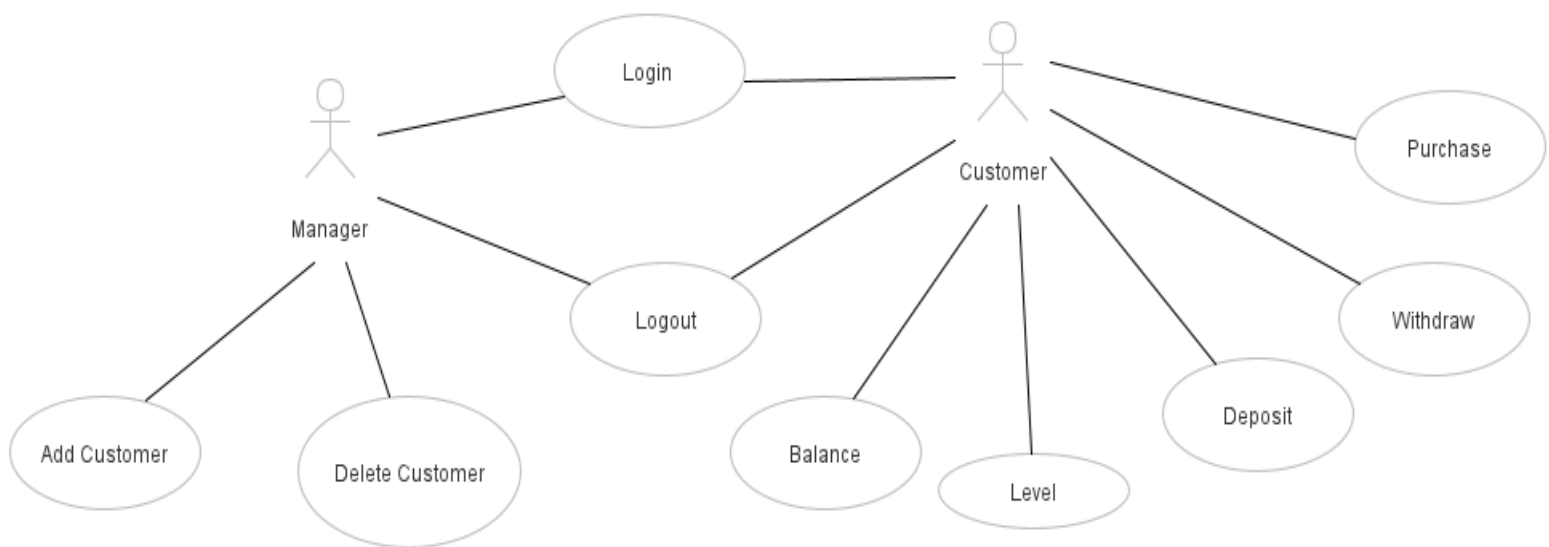 Login
Purchase
Customer
Manager
Logout
Withdraw
Deposit
Add Customer
Balance
Delete Customer
Level